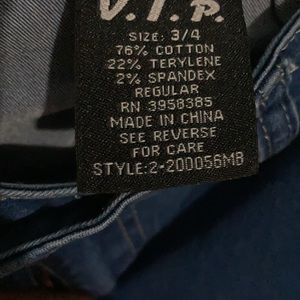 V.I.P.
SIZE: 3/4
76% COTTON
22% TERYLENE
2% SPANDEX
REGULAR
RN 3958385
MADE IN CHINA
SEE REVERSE
FOR CARE
STYLE:2-200056MB